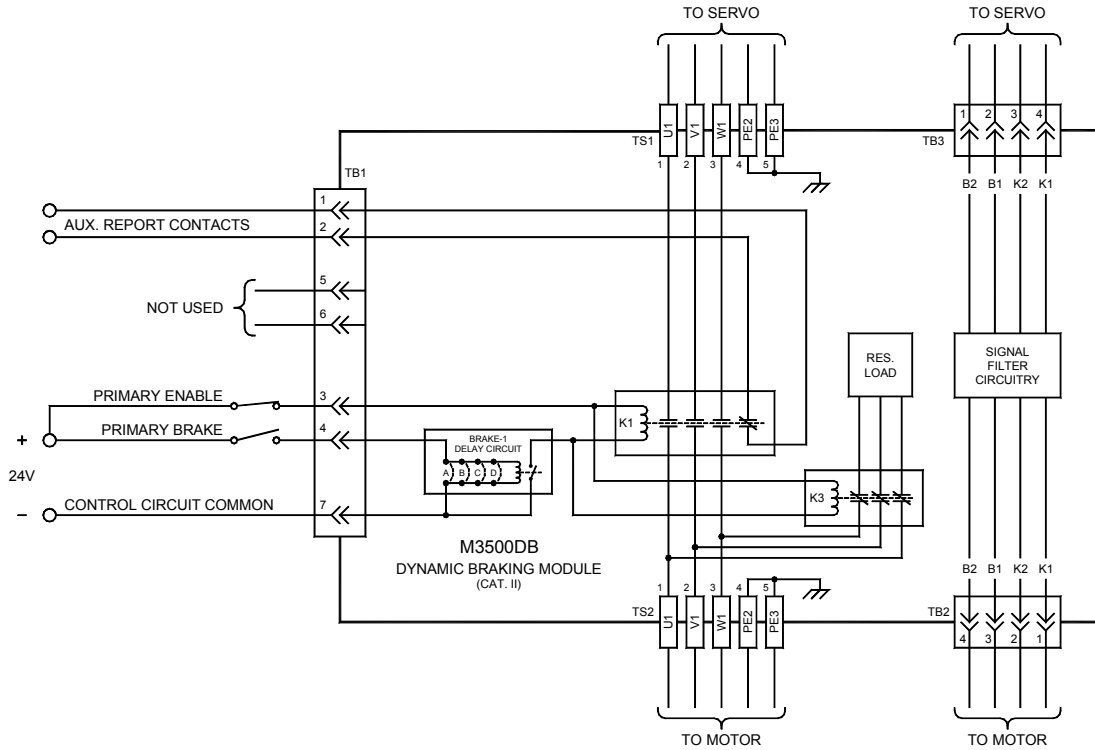 TO SERVO
TO SERVO
U1
V1
W1
PE2
PE3
TS1
1
2
3
4
5
1
2
3
4
TB3
B2 B1 K2 K1
TB1
1
AUX. REPORT CONTACTS
2
5
NOT USED
6
RES.
LOAD
SIGNAL
FILTER
CIRCUITRY
PRIMARY ENABLE
3
K1
+
PRIMARY BRAKE
4
BRAKE-1
DELAY CIRCUIT
A B C D
24V
K3
–
CONTROL CIRCUIT COMMON
7
M3500DB
DYNAMIC BRAKING MODULE
(CAT. II)
B2 B1 K2 K1
1
2
3
4
5
TS2
U1
V1
W1
PE2
PE3
TB2
4
3
2
1
TO MOTOR
TO MOTOR